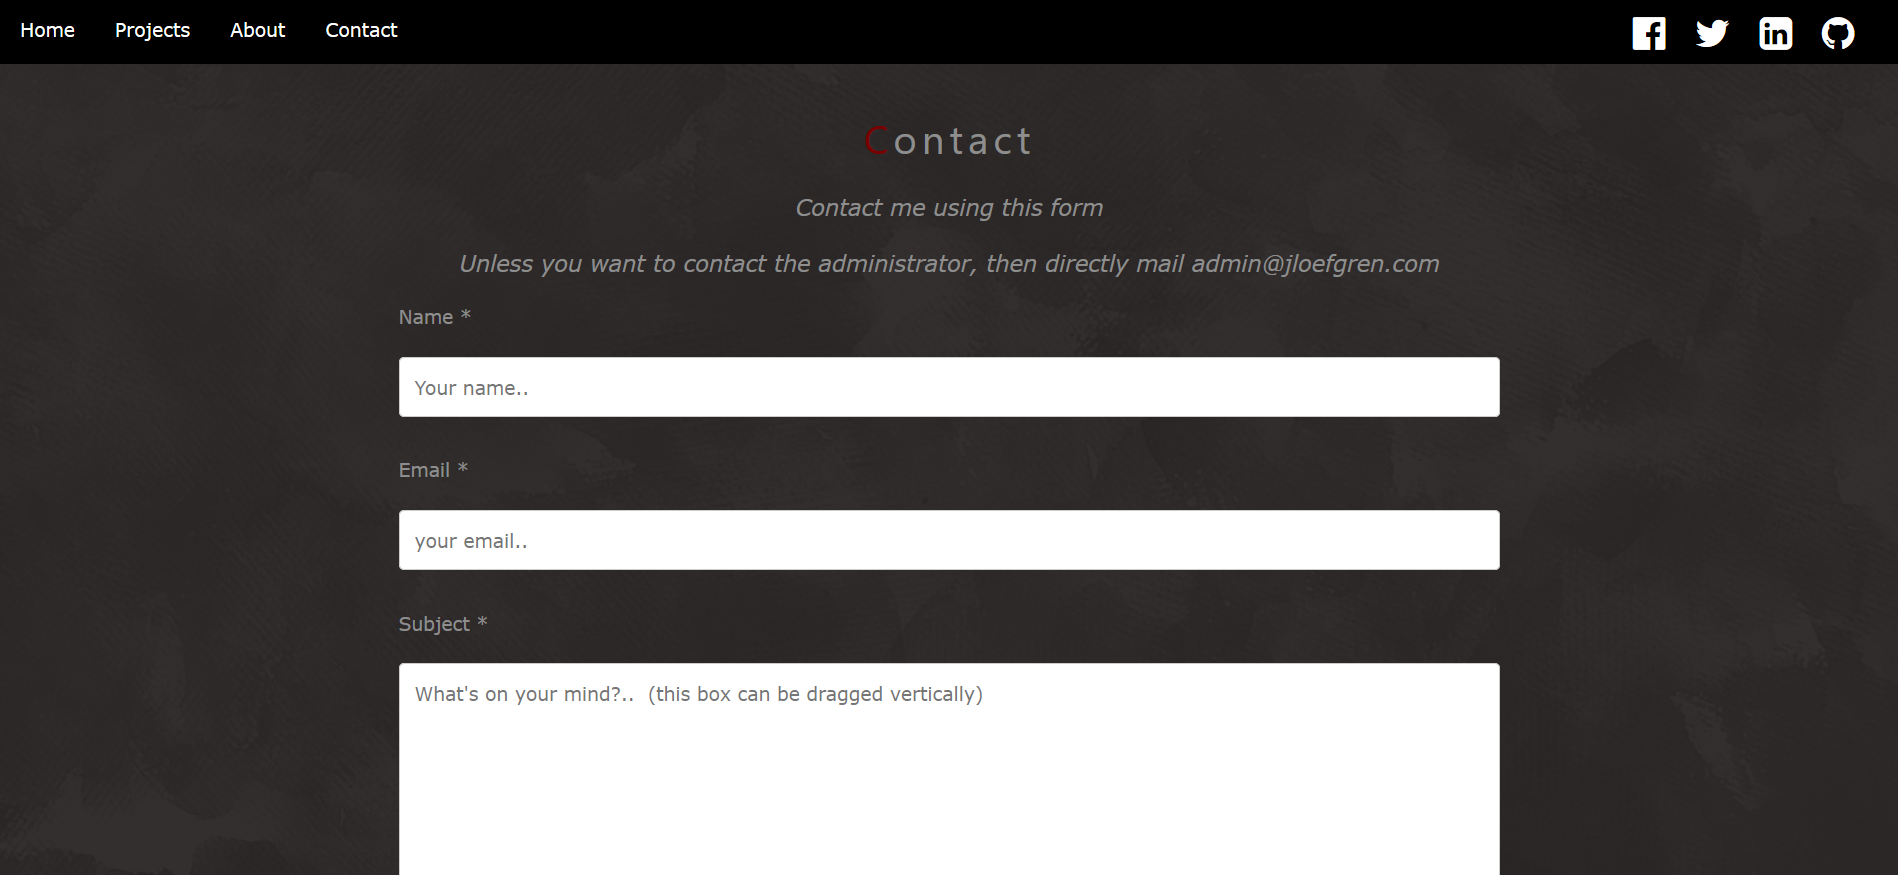 Home Projects About Contact
Contact
Contact me using this form
Unless you want to contact the administrator, then directly mail admin@jloefgren.com
Name *
Your name..
Email *
your email..
Subject *
What's on your mind?.. (this box can be dragged vertically)